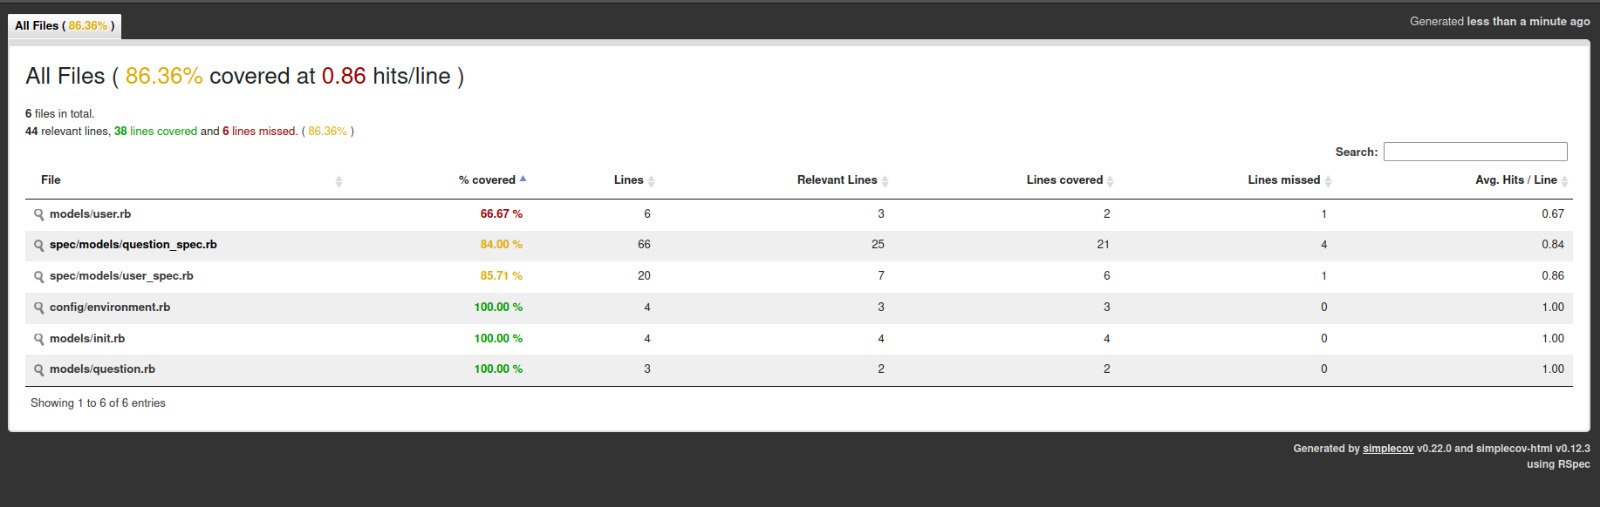 All Files ( 86.36% )
Generated less than a minute ago
All Files ( 86.36% covered at 0.86 hits/line )
6 files in total.
44 relevant lines, 38 lines covered and 6 lines missed. ( 86.36% )
Search:
File % covered Lines Relevant Lines Lines covered Lines missed Avg. Hits / Line
models/user.rb 66.67 % 6 3 2 1 0.67
spec/models/question_spec.rb 84.00 % 66 25 21 4 0.84
spec/models/user_spec.rb 85.71 % 20 7 6 1 0.86
config/environment.rb 100.00 % 4 3 3 0 1.00
models/init.rb 100.00 % 4 4 4 0 1.00
models/question.rb 100.00 % 3 2 2 0 1.00
Showing 1 to 6 of 6 entries
Generated by simplecov v0.22.0 and simplecov-html v0.12.3
using RSpec